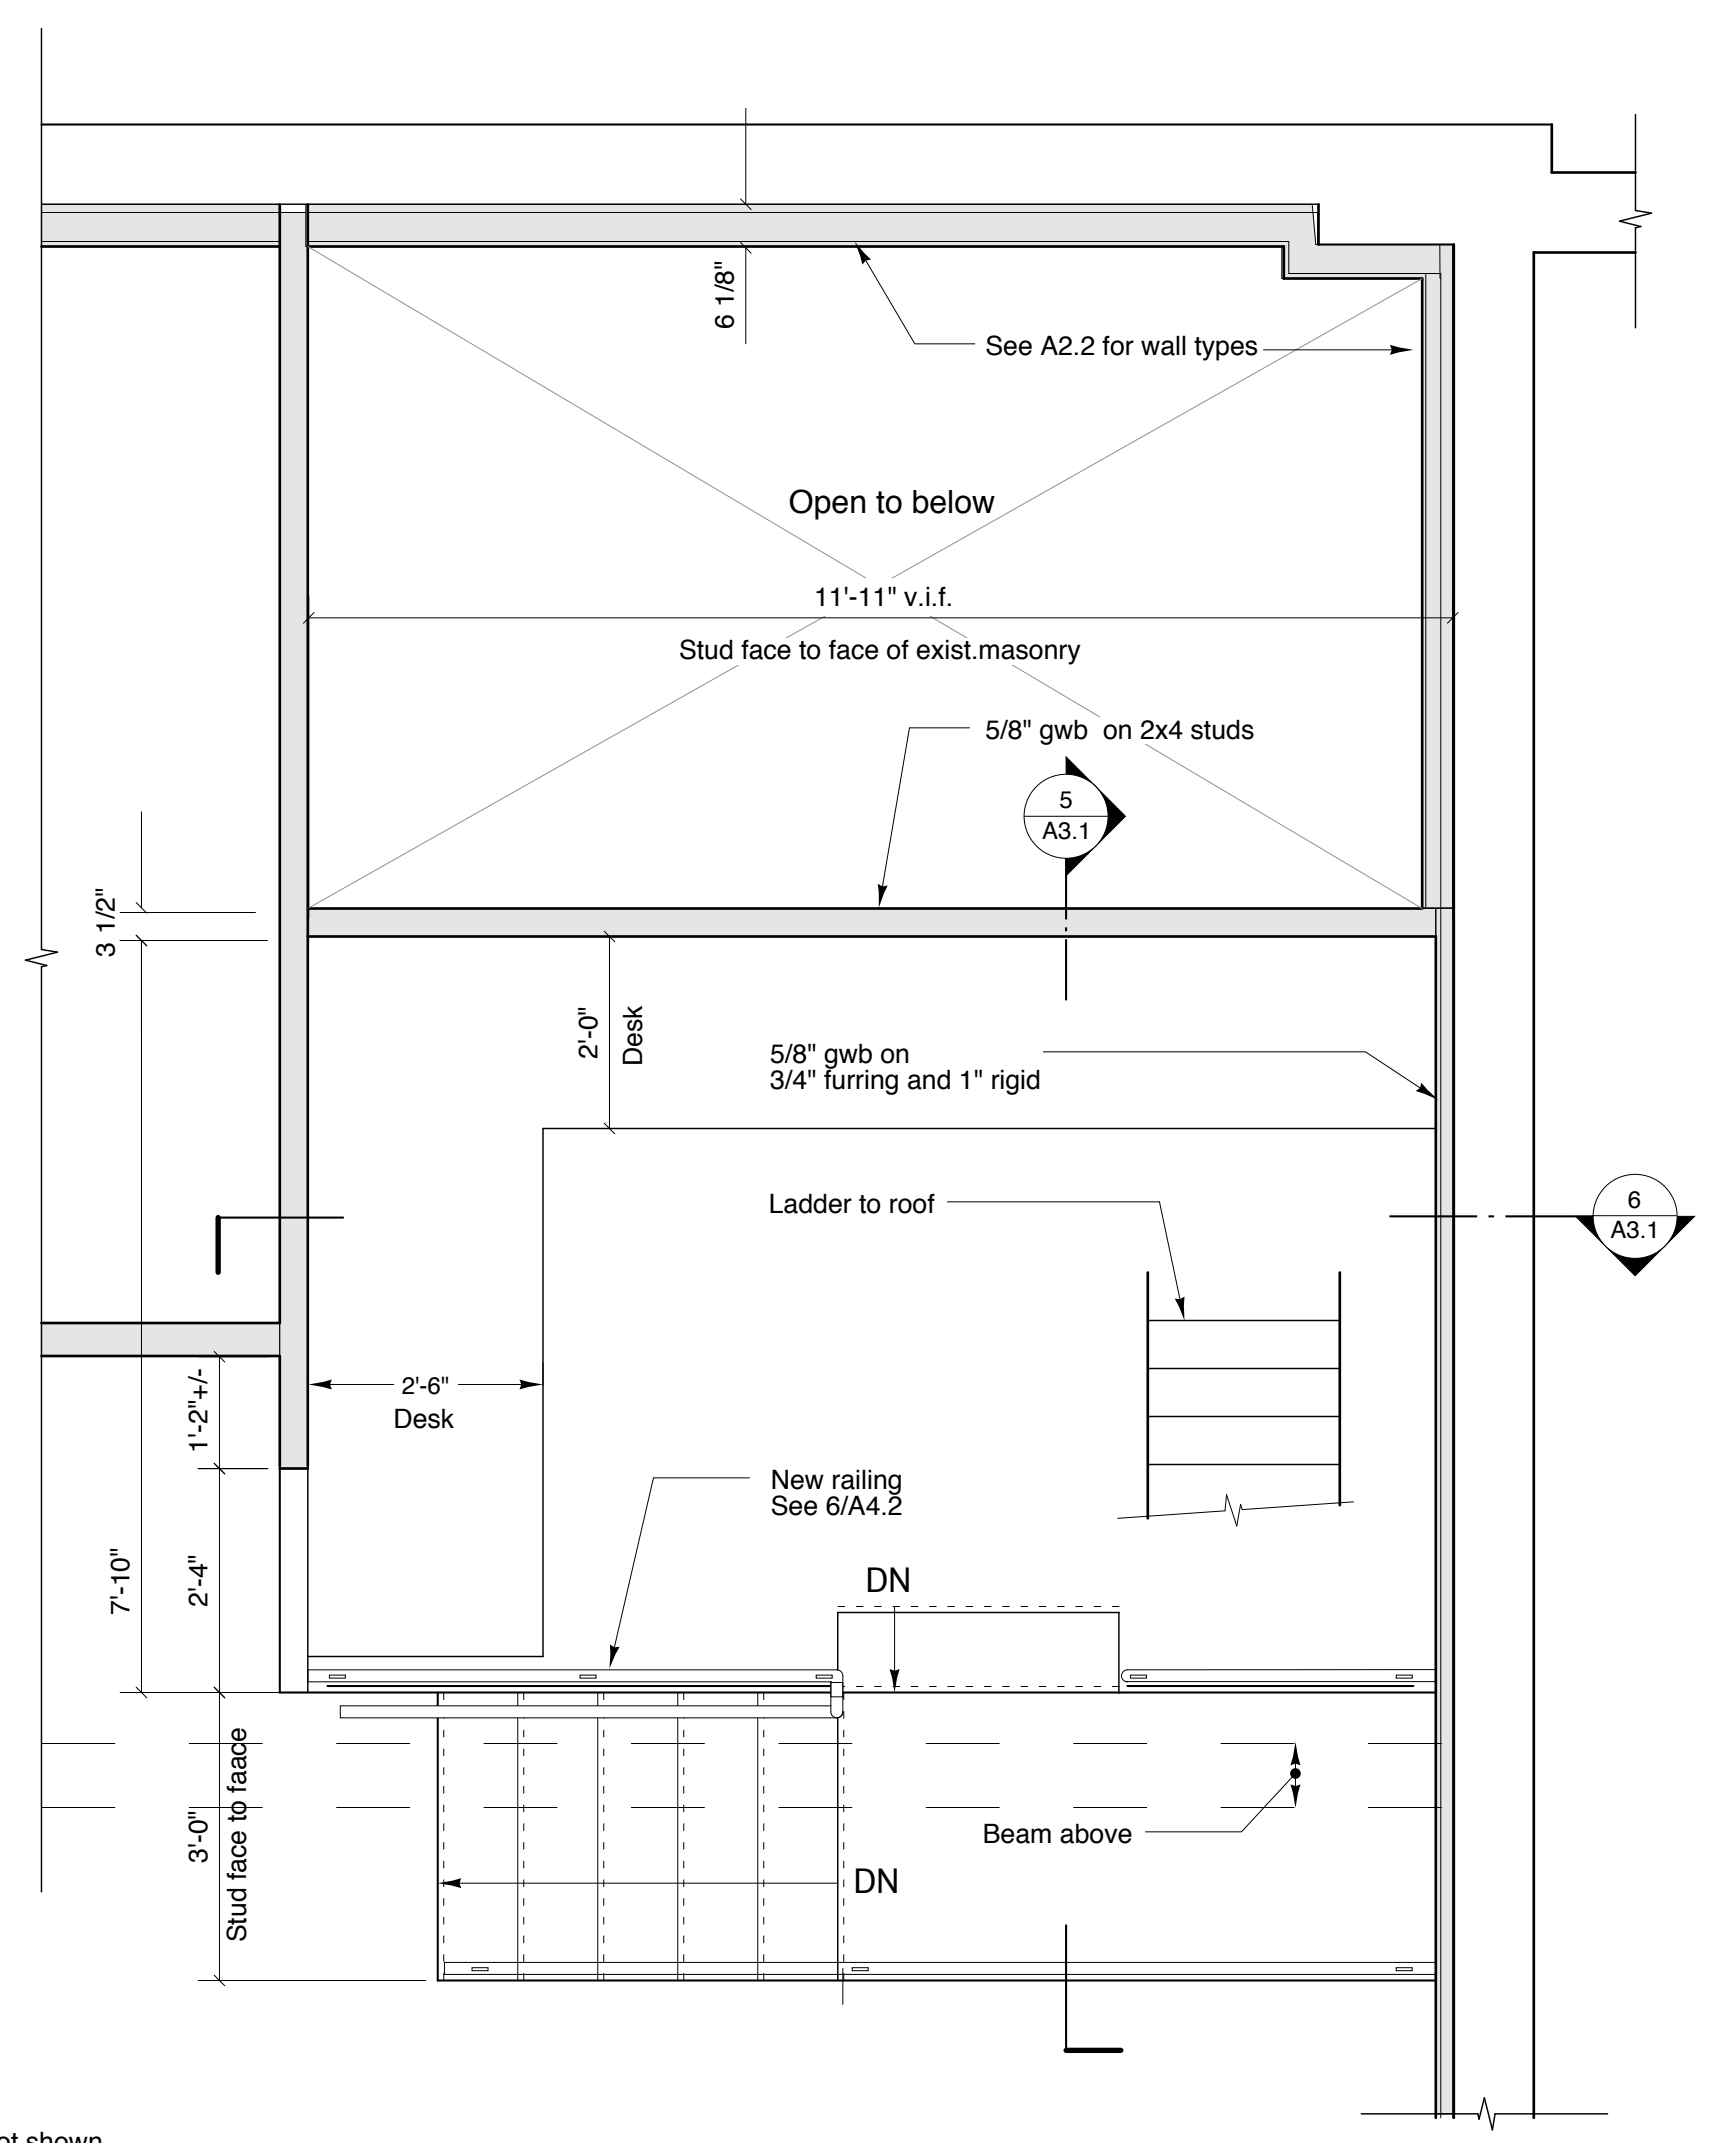 6 1/8"
See A2.2 for wall types
Open to below
11'-11" v.i.f.
Stud face to face of exist.masonry
5/8" gwb  on 2x4 studs
5
A3.1
3 1/2"
2'-0"
Desk
5/8" gwb on
3/4" furring and 1" rigid
Ladder to roof
6
A3.1
1'-2"+/-
2'-6"
Desk
New railing
See 6/A4.2
7'-10"
2'-4"
DN
3'-0"
Stud face to faace
Beam above
DN
shown